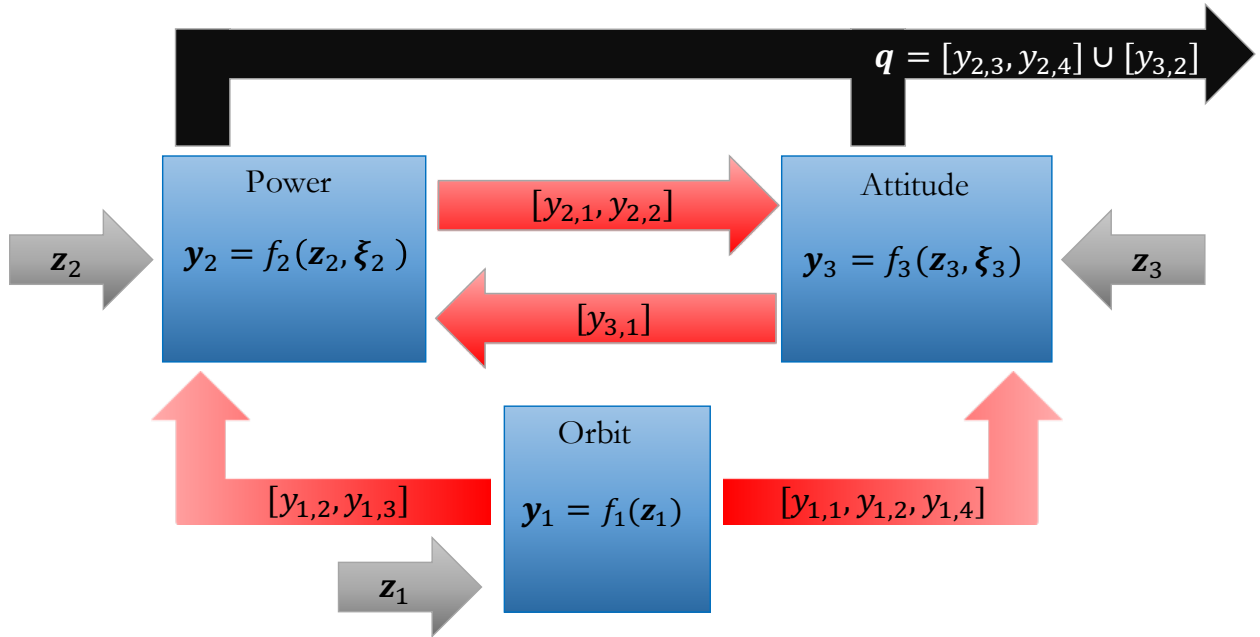 𝒒 = [𝑦₂,₃, 𝑦₂,₄] ∪ [𝑦₃,₂]
Power
Attitude
[𝑦₂,₁, 𝑦₂,₂]
𝒛₂
𝒚₂ = 𝑓₂(𝒛₂, 𝝃₂ )
𝒚₃ = 𝑓₃(𝒛₃, 𝝃₃)
𝒛₃
[𝑦₃,₁]
Orbit
[𝑦₁,₂, 𝑦₁,₃]
𝒚₁ = 𝑓₁(𝒛₁)
[𝑦₁,₁, 𝑦₁,₂, 𝑦₁,₄]
𝒛₁